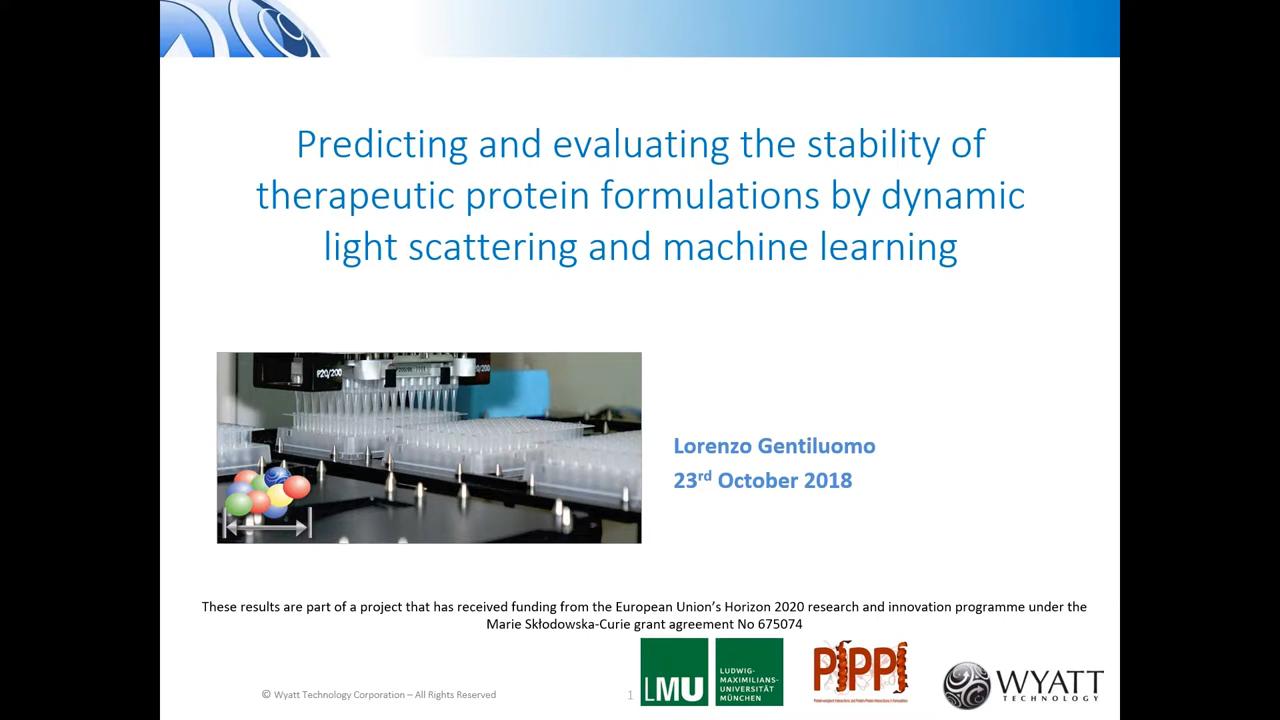 Predicting and evaluating the stability of
therapeutic protein formulations by dynamic
light scattering and machine learning
P20/200
Lorenzo Gentiluomo
23rd October 2018
These results are part of a project that has received funding from the European Union's Horizon 2020 research and innovation programme under the
Marie Skłodowska-Curie grant agreement No 675074
© Wyatt Technology Corporation – All Rights Reserved
1
LMU
LUDWIG-
MAXIMILIANS-
UNIVERSITÄT
MÜNCHEN
PIPPI
WYATT
TECHNOLOGY